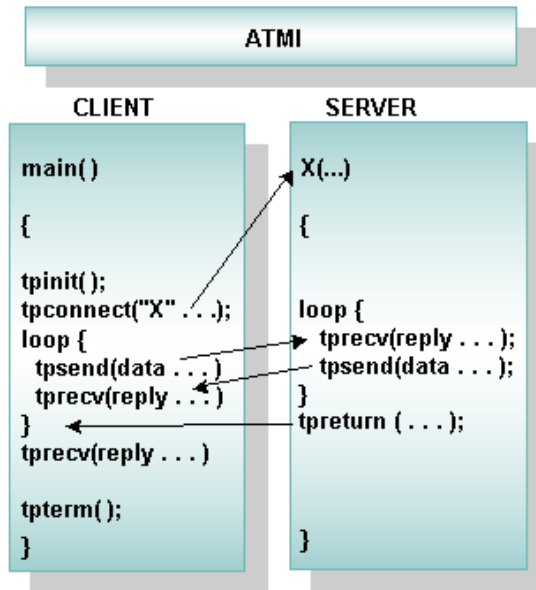 ATMI
CLIENT
main( )
{
tpinit( );
tpconnect("X" . . .);
loop {
tpsend(data . . . )
tprecv(reply . . . )
}
tprecv(reply . . . )
tpterm( );
}
SERVER
X(...)
{
loop {
tprecv(reply . . . );
tpsend(data . . . );
}
tpreturn ( . . . );
}